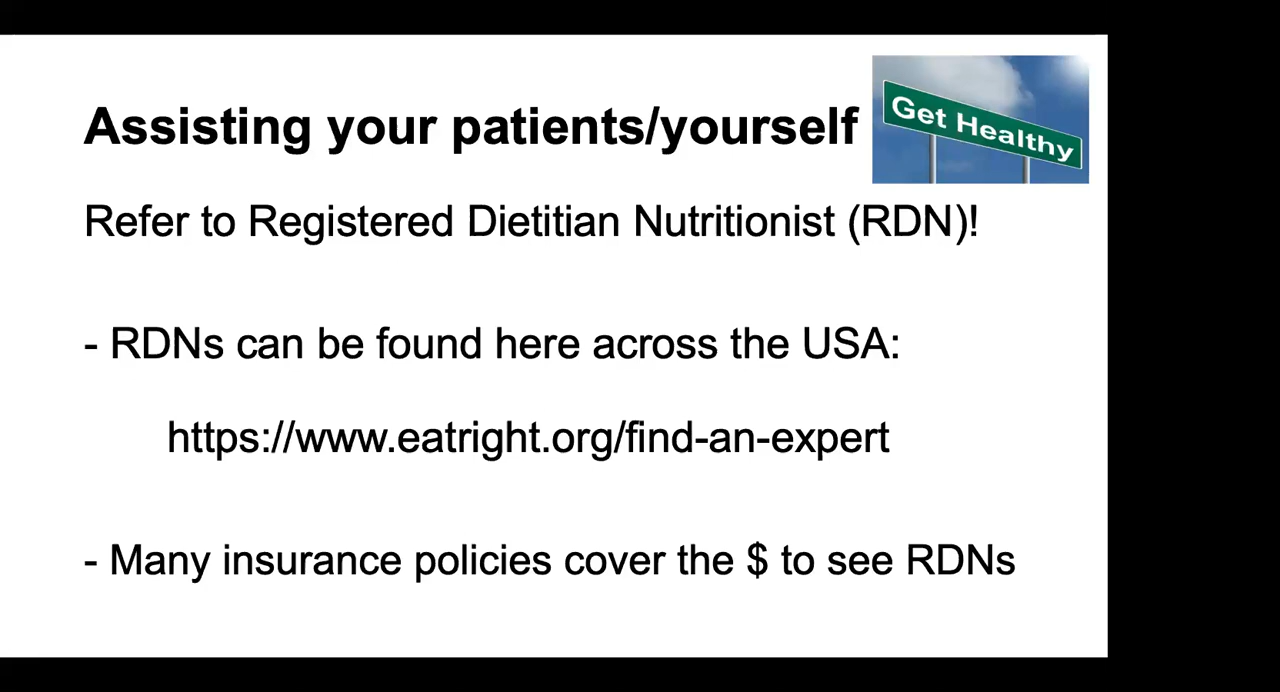 Assisting your patients/yourself
Get Healthy
Refer to Registered Dietitian Nutritionist (RDN)!
- RDNs can be found here across the USA:
https://www.eatright.org/find-an-expert
- Many insurance policies cover the $ to see RDNs